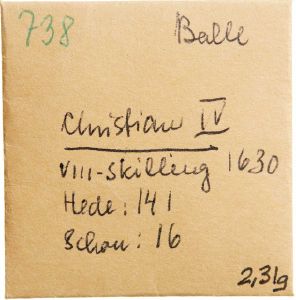 738 Balle
Christian IV
VIII-Skilling 1630
Hede: 141
Schou: 16
2,31g